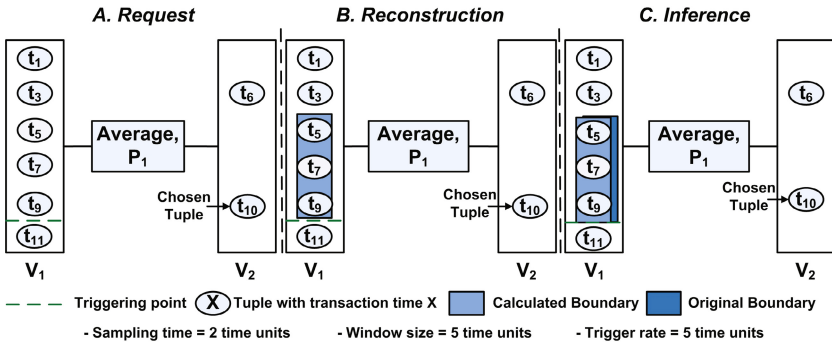 A. Request
B. Reconstruction
C. Inference
t1
t3
t5
t7
t9
t11
V1
Average,
P1
t6
Chosen
Tuple
t10
V2
t1
t3
t5
t7
t9
t11
V1
Average,
P1
t6
Chosen
Tuple
t10
V2
t1
t3
t5
t7
t9
t11
V1
Average,
P1
t6
Chosen
Tuple
t10
V2
Triggering point
X Tuple with transaction time X
Calculated Boundary
Original Boundary
- Sampling time = 2 time units
- Window size = 5 time units
- Trigger rate = 5 time units